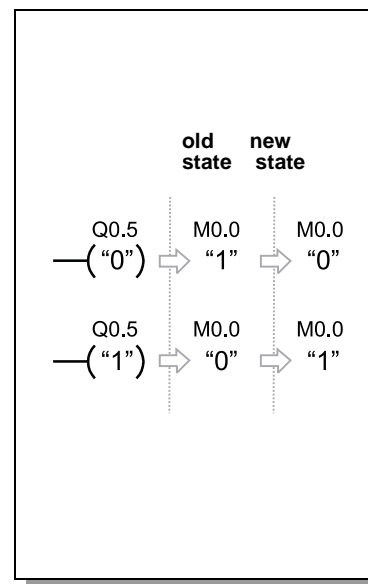 old new
state state
Q0.5 M0.0 M0.0
(“0”) “1” “0”
Q0.5 M0.0 M0.0
(“1”) “0” “1”